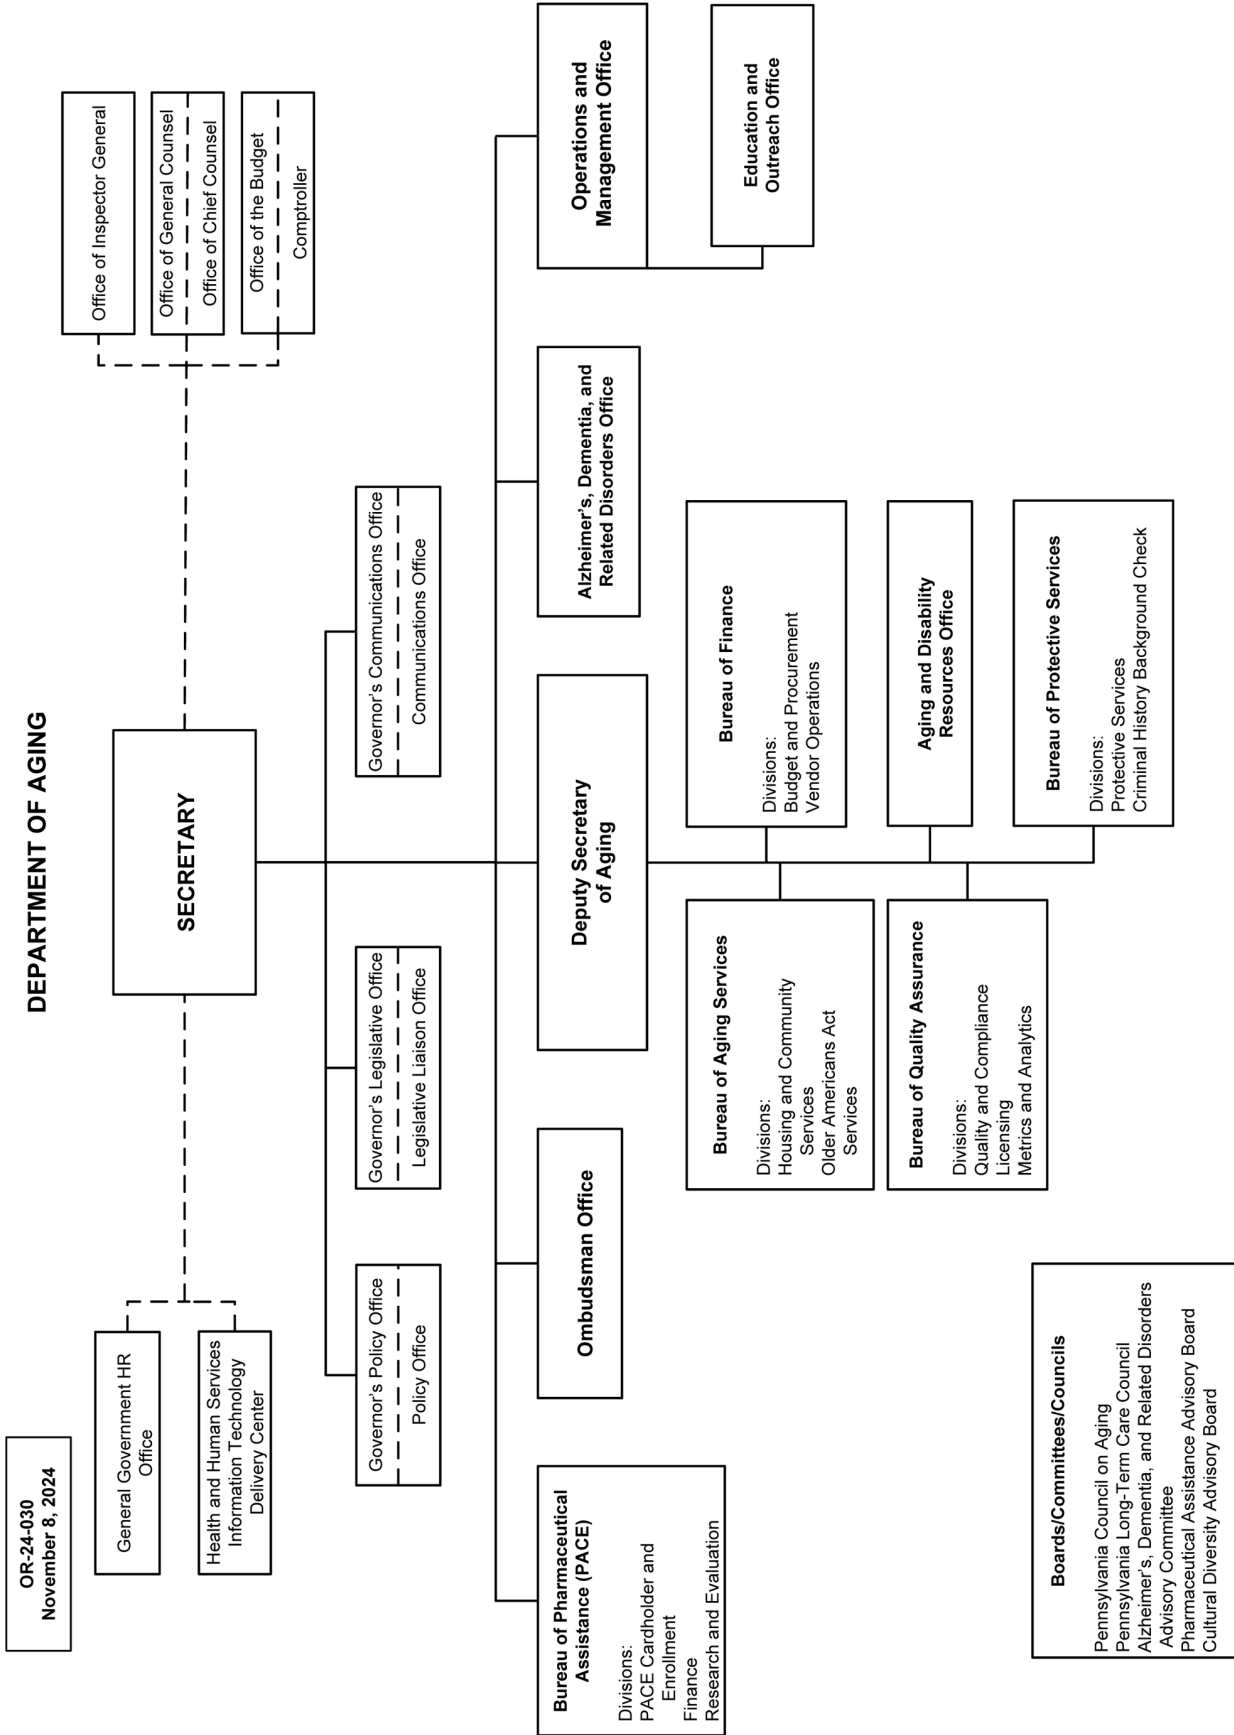 OR-24-030
November 8, 2024
DEPARTMENT OF AGING
General Government HR
Office
Health and Human Services
Information Technology
Delivery Center
SECRETARY
Office of Inspector General
Office of General Counsel
Office of Chief Counsel
Office of the Budget
Comptroller
Governor's Policy Office
Policy Office
Governor's Legislative Office
Legislative Liaison Office
Governor's Communications Office
Communications Office
Bureau of Pharmaceutical
Assistance (PACE)
Divisions:
PACE Cardholder and
Enrollment
Finance
Research and Evaluation
Ombudsman Office
Deputy Secretary
of Aging
Alzheimer's, Dementia, and
Related Disorders Office
Operations and
Management Office
Education and
Outreach Office
Bureau of Aging Services
Divisions:
Housing and Community
Services
Older Americans Act
Services
Bureau of Finance
Divisions:
Budget and Procurement
Vendor Operations
Bureau of Quality Assurance
Divisions:
Quality and Compliance
Licensing
Metrics and Analytics
Aging and Disability
Resources Office
Bureau of Protective Services
Divisions:
Protective Services
Criminal History Background Check
Boards/Committees/Councils
Pennsylvania Council on Aging
Pennsylvania Long-Term Care Council
Alzheimer's, Dementia, and Related Disorders
Advisory Committee
Pharmaceutical Assistance Advisory Board
Cultural Diversity Advisory Board